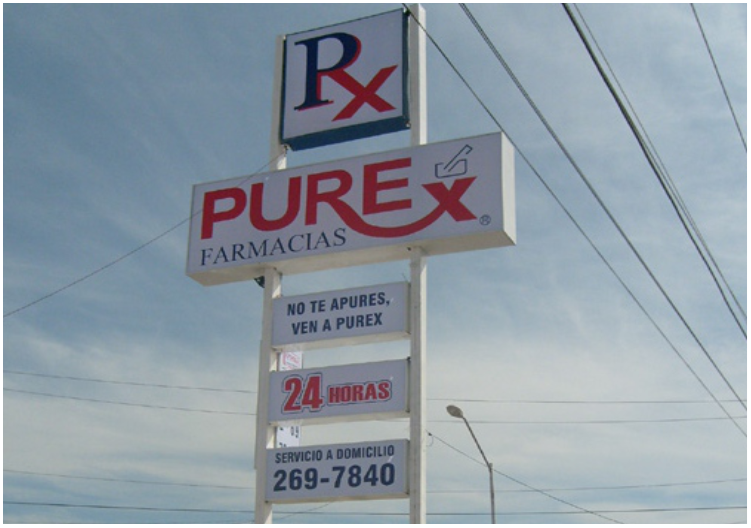 Rx
PUREX ®
FARMACIAS
NO TE APURES,
VEN A PUREX
24 HORAS
SERVICIO A DOMICILIO
269-7840